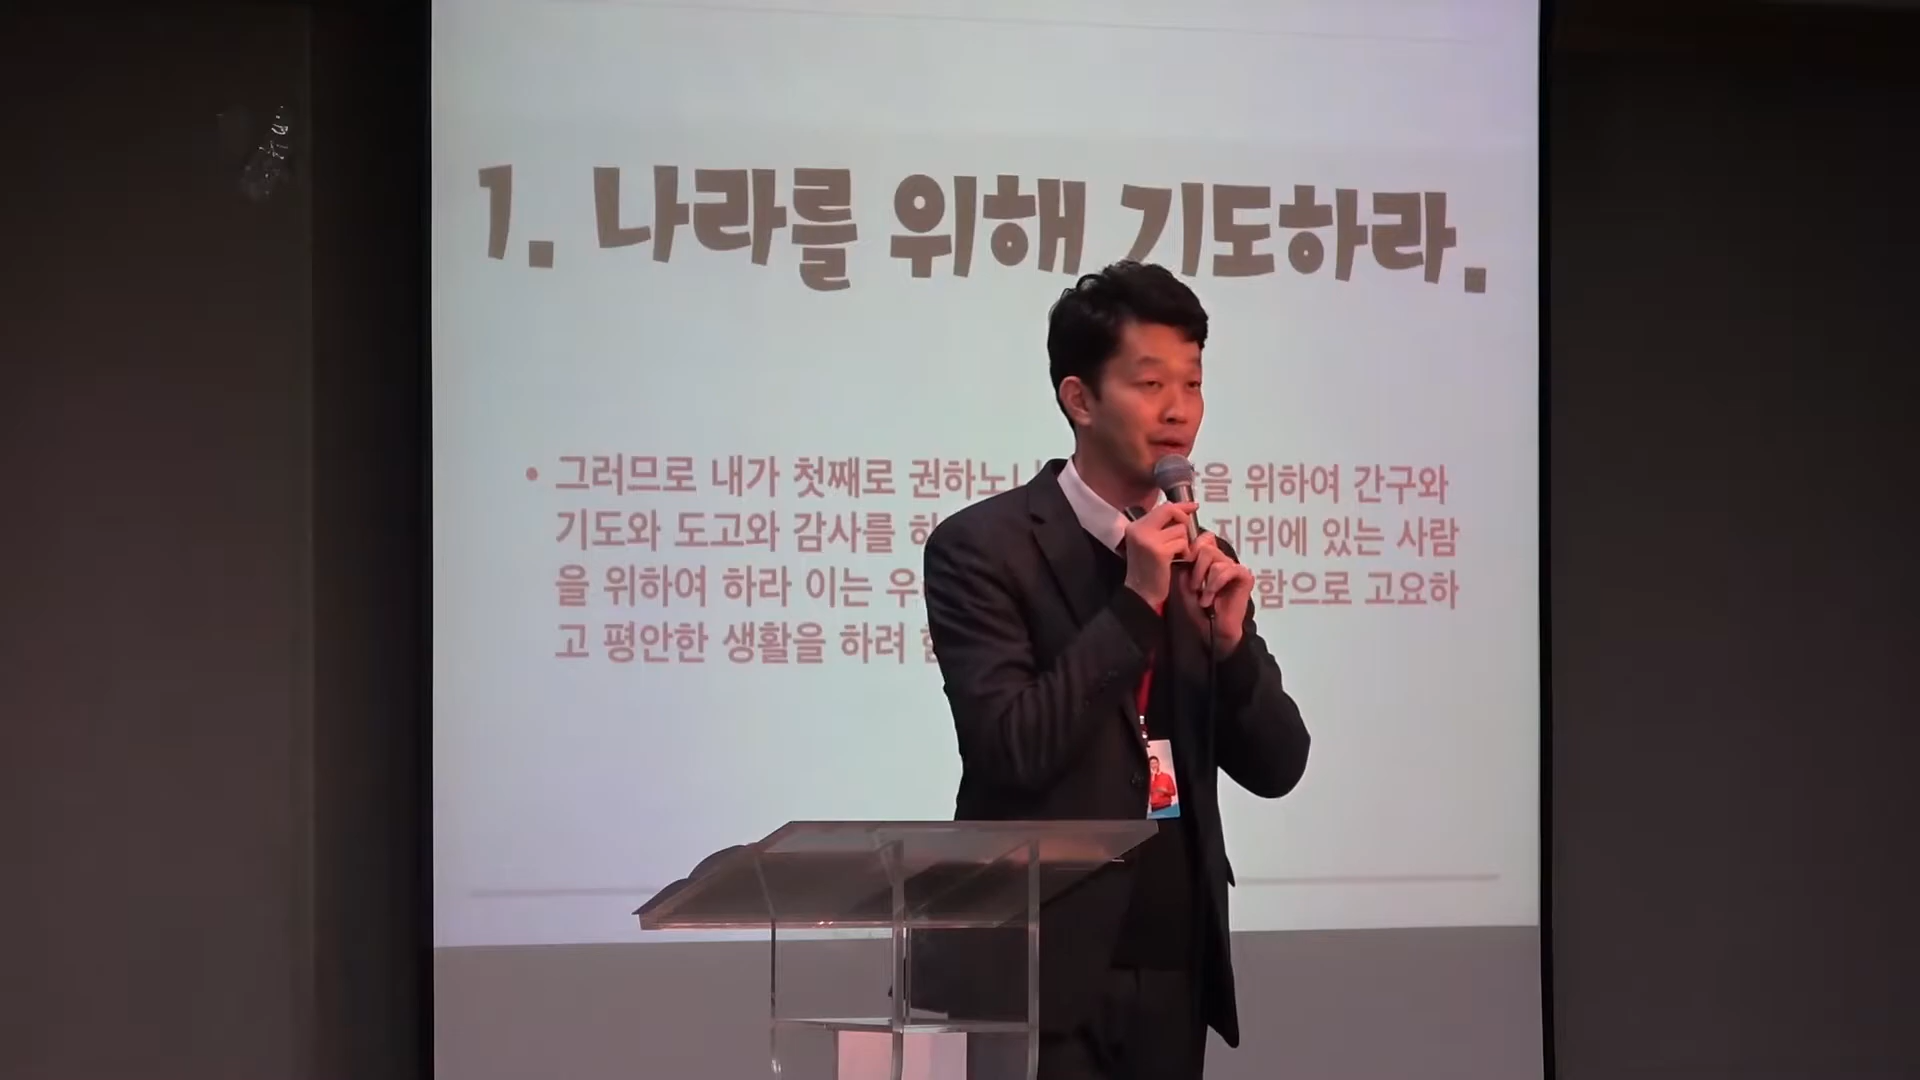 1. 나라를 위해 기도하라.
• 그러므로 내가 첫째로 권하노 을 위하여 간구와
기도와 도고와 감사를 지위에 있는 사람
을 위하여 하라 이는 함으로 고요하
고 평안한 생활을 하려